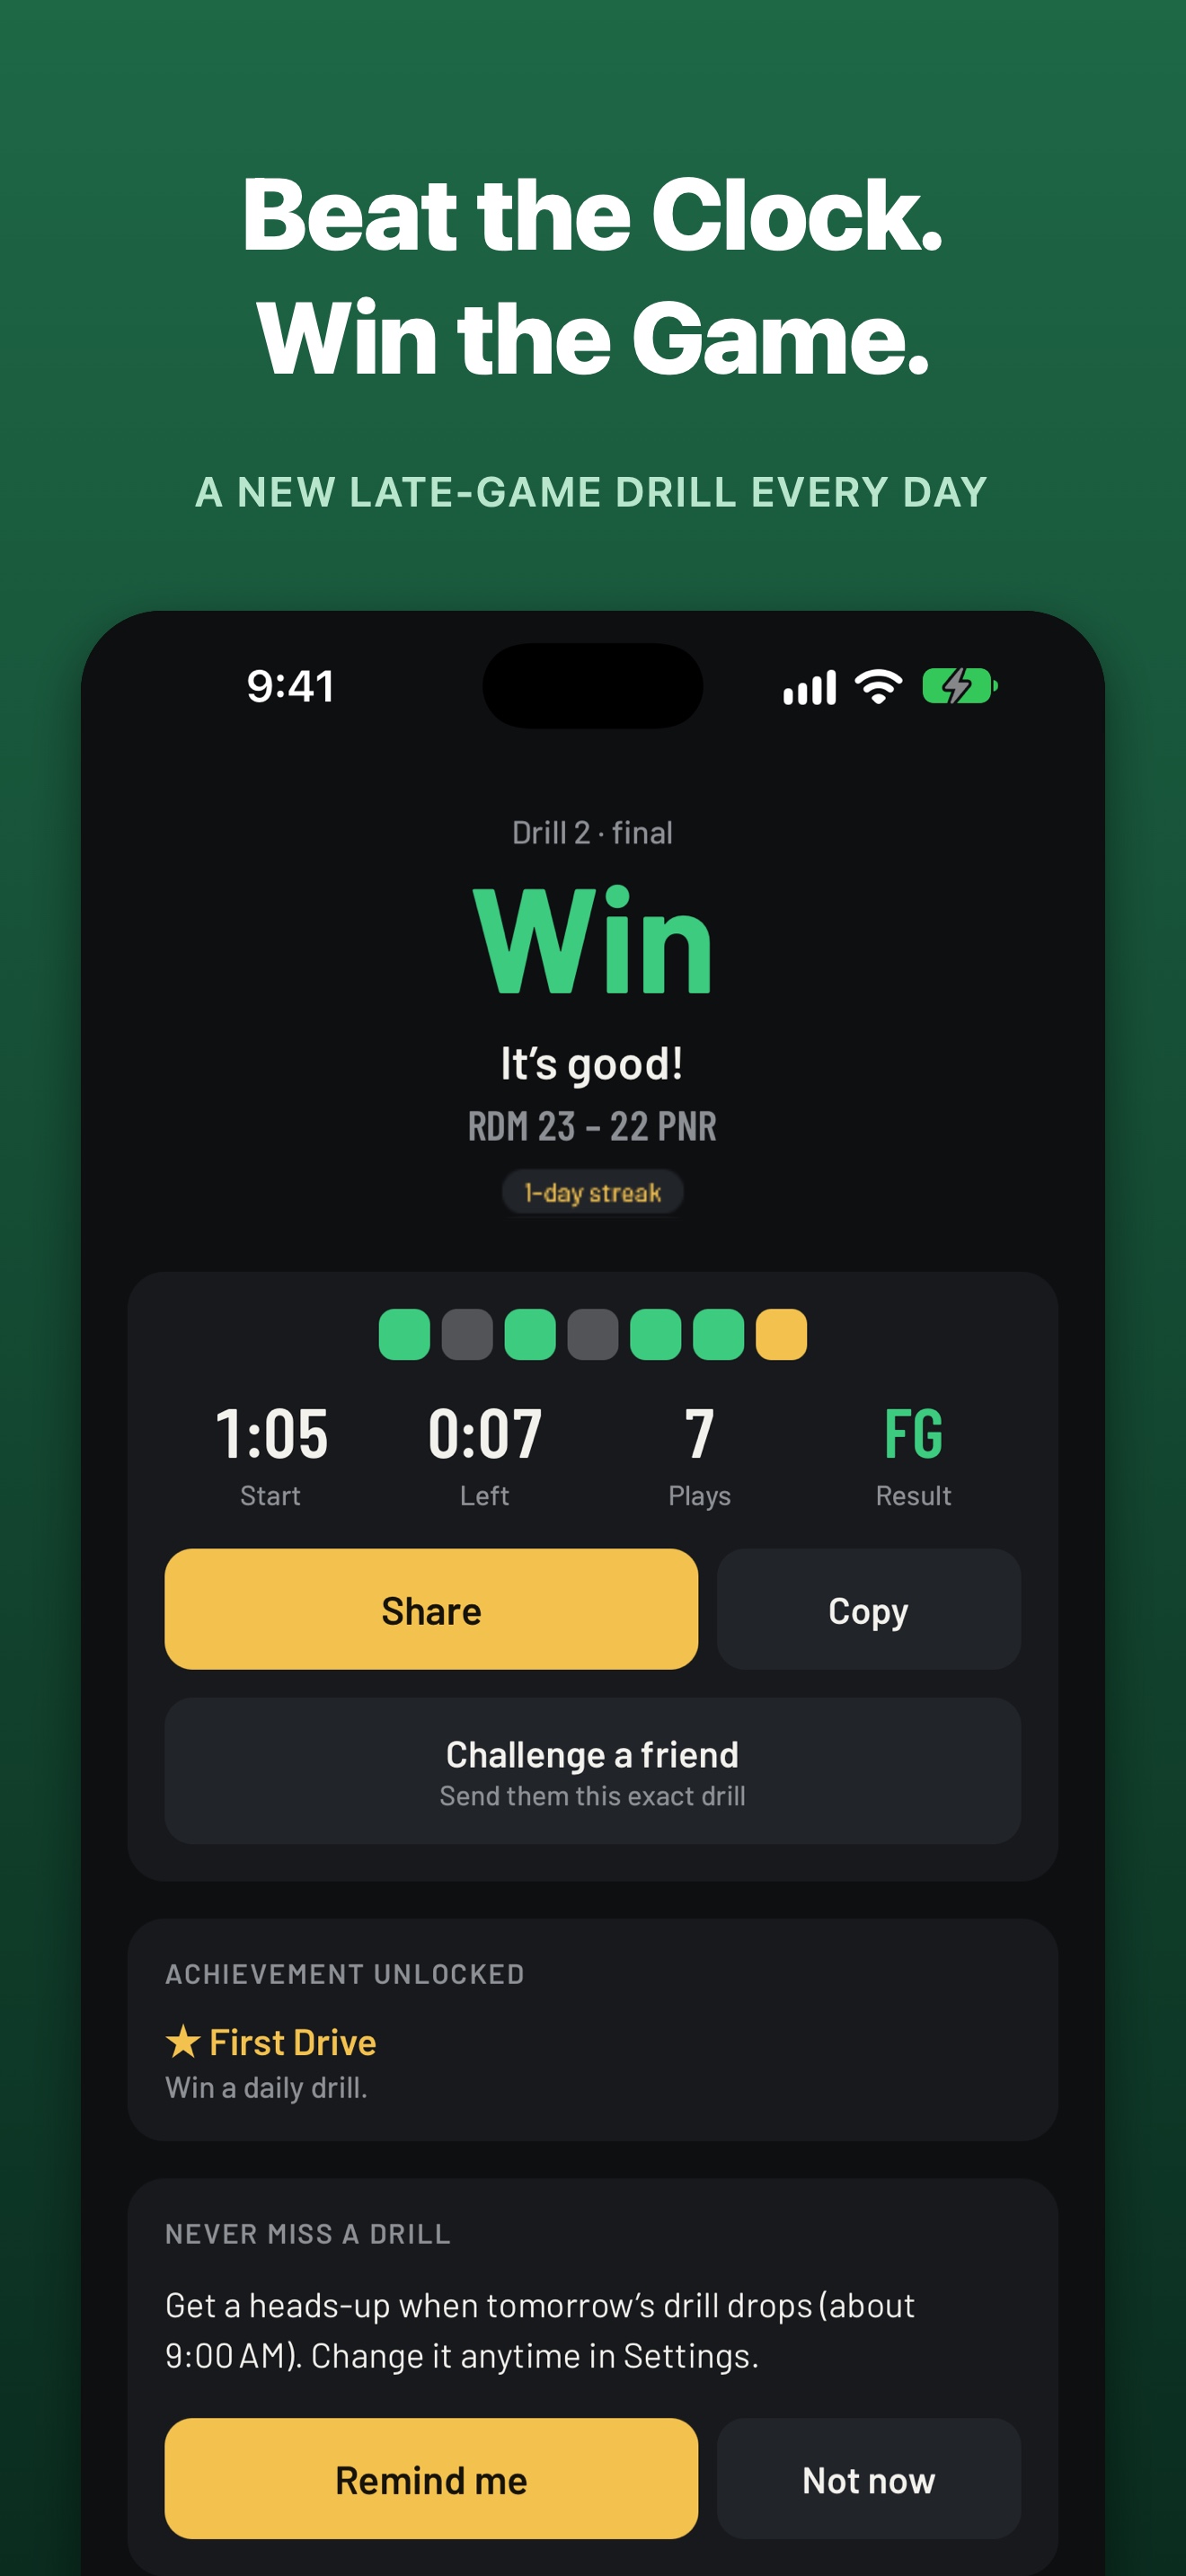 Beat the Clock.
Win the Game.
A NEW LATE-GAME DRILL EVERY DAY
9:41
Drill 2 · final
Win
It’s good!
RDM 23 – 22 PNR
1-day streak
1:05 0:07 7 FG
Start Left Plays Result
Share Copy
Challenge a friend
Send them this exact drill
ACHIEVEMENT UNLOCKED
★ First Drive
Win a daily drill.
NEVER MISS A DRILL
Get a heads-up when tomorrow’s drill drops (about
9:00 AM). Change it anytime in Settings.
Remind me Not now